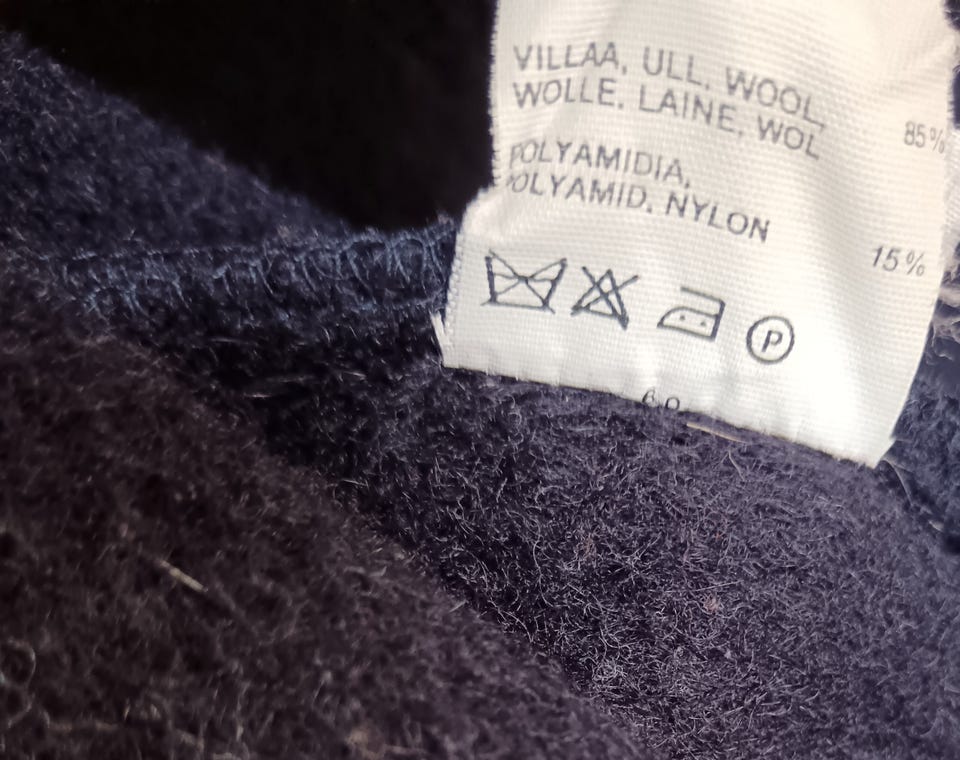 VILLAA, ULL, WOOL,
WOLLE, LAINE, WOL 85%
POLYAMIDIA,
POLYAMID, NYLON 15%
P